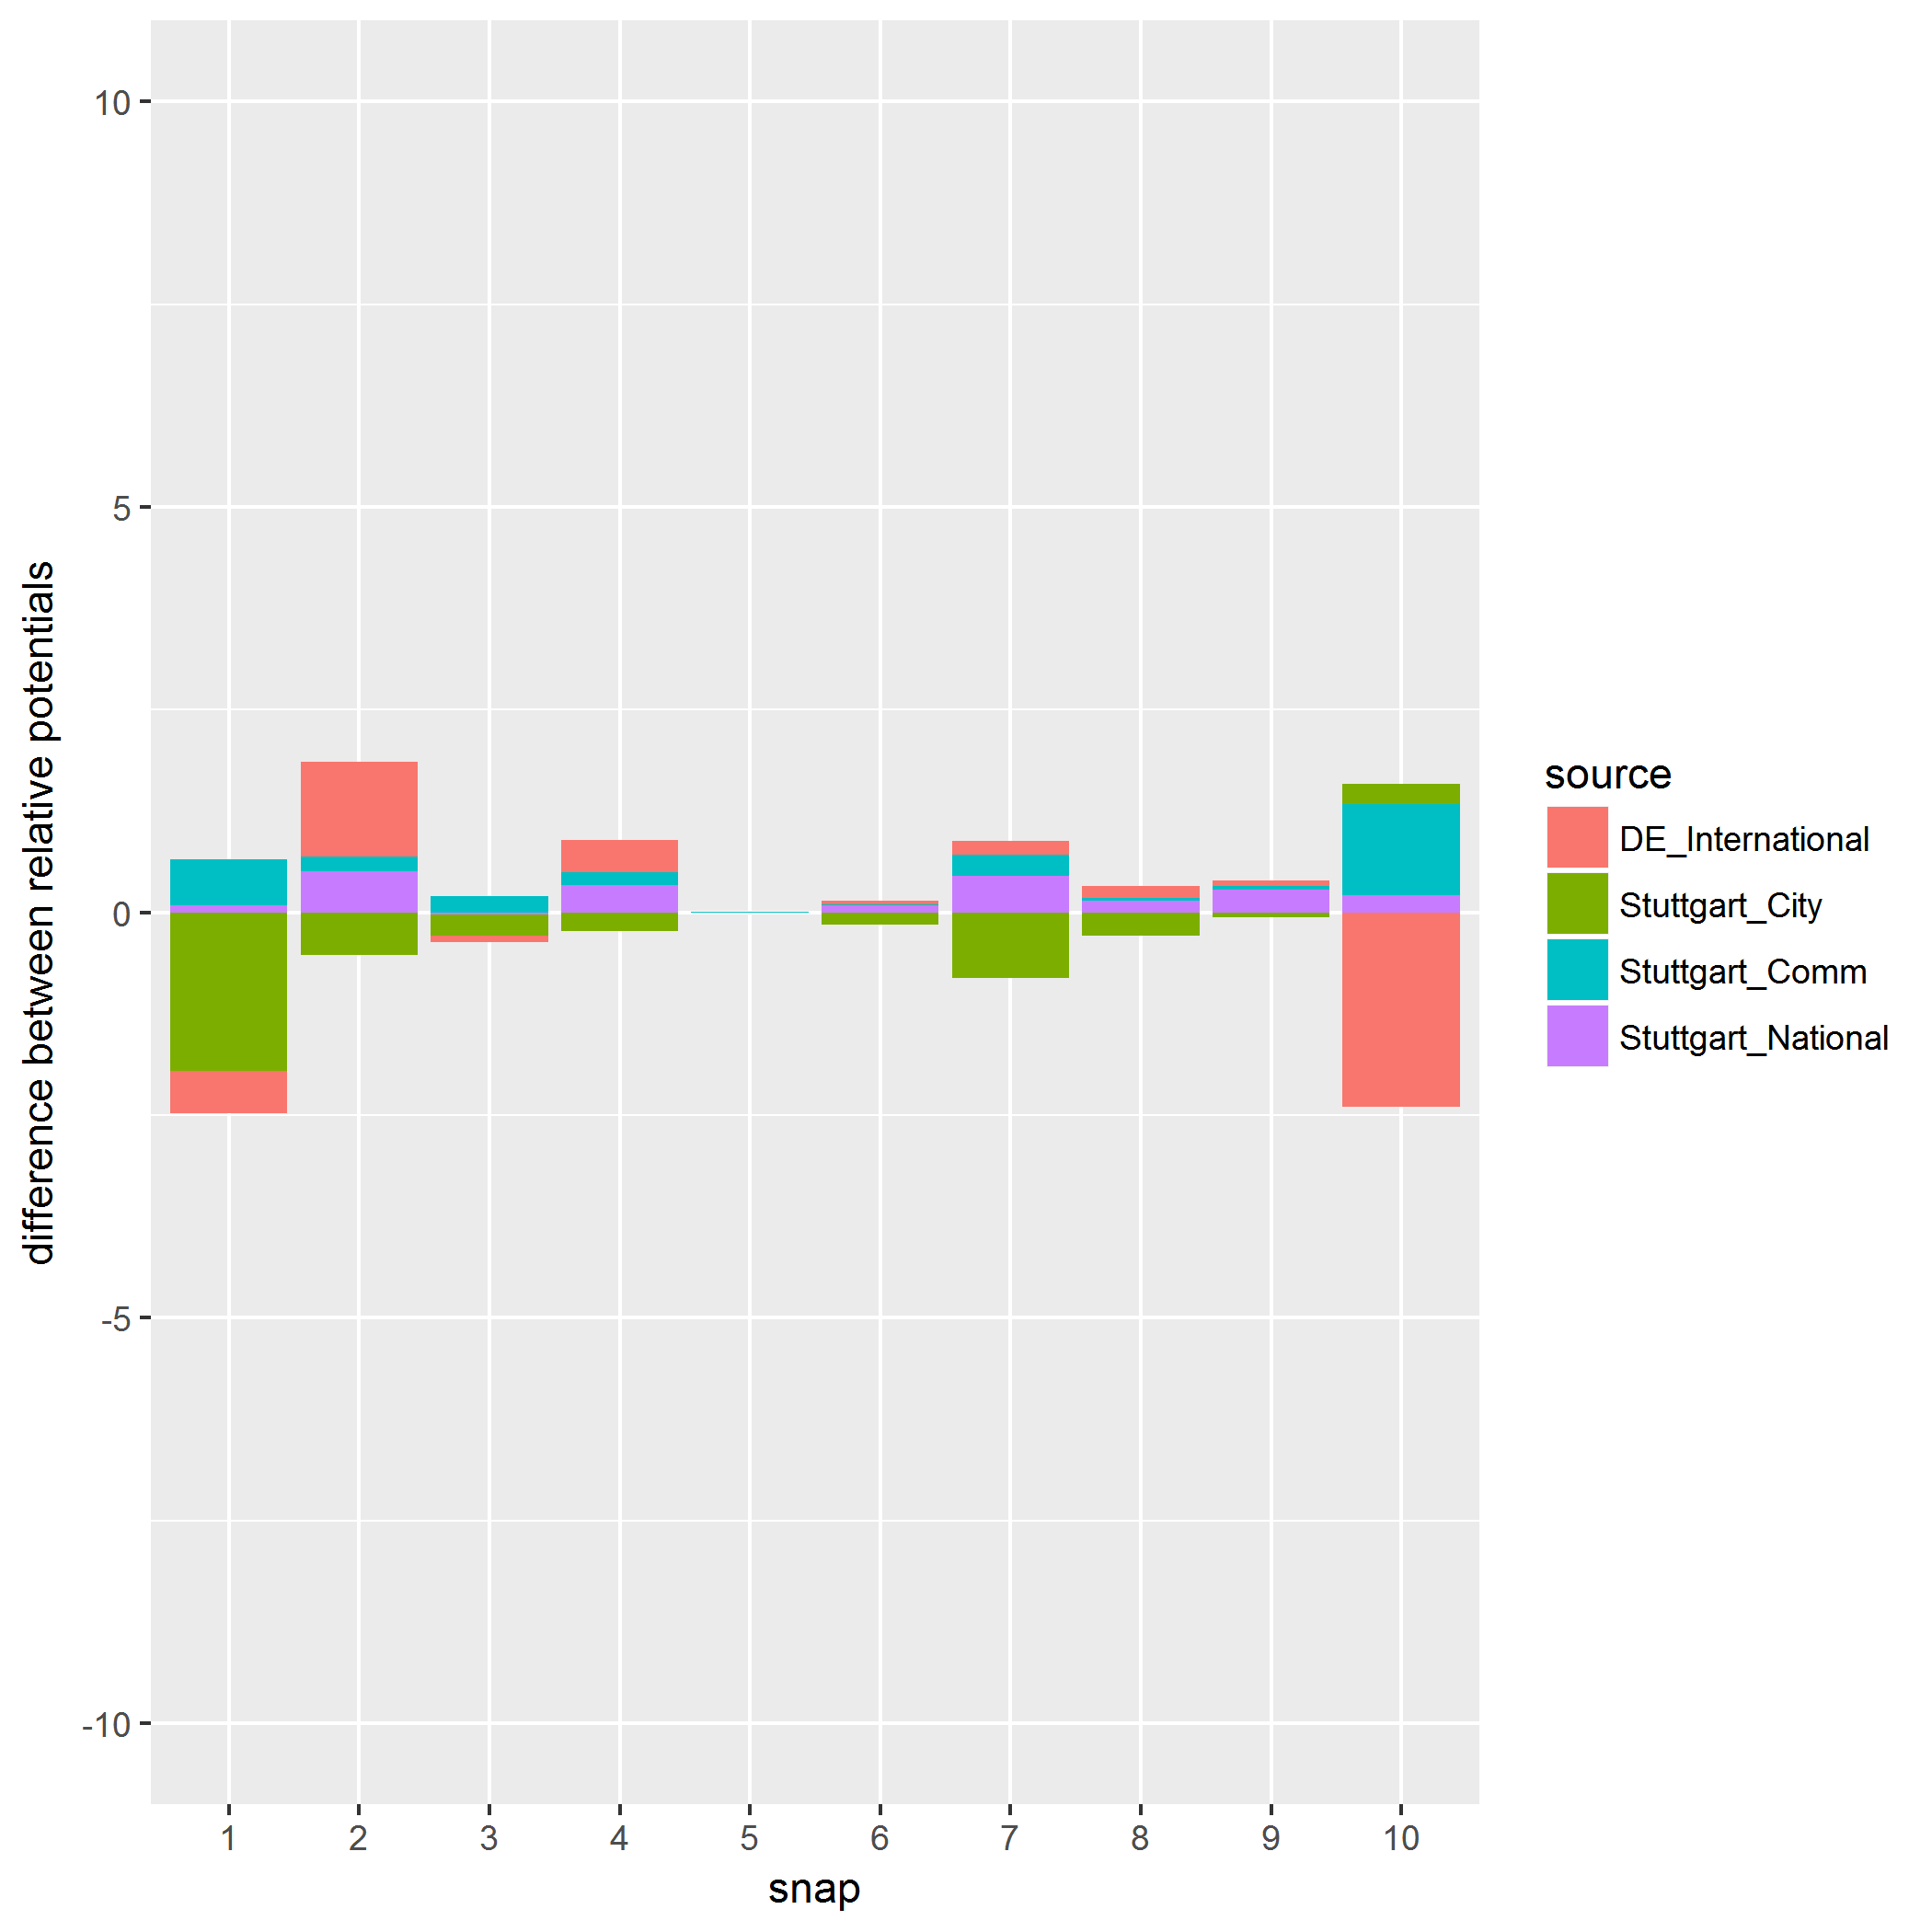 10
5
0
-5
-10
difference between relative potentials
1 2 3 4 5 6 7 8 9 10
snap
source
DE_International
Stuttgart_City
Stuttgart_Comm
Stuttgart_National